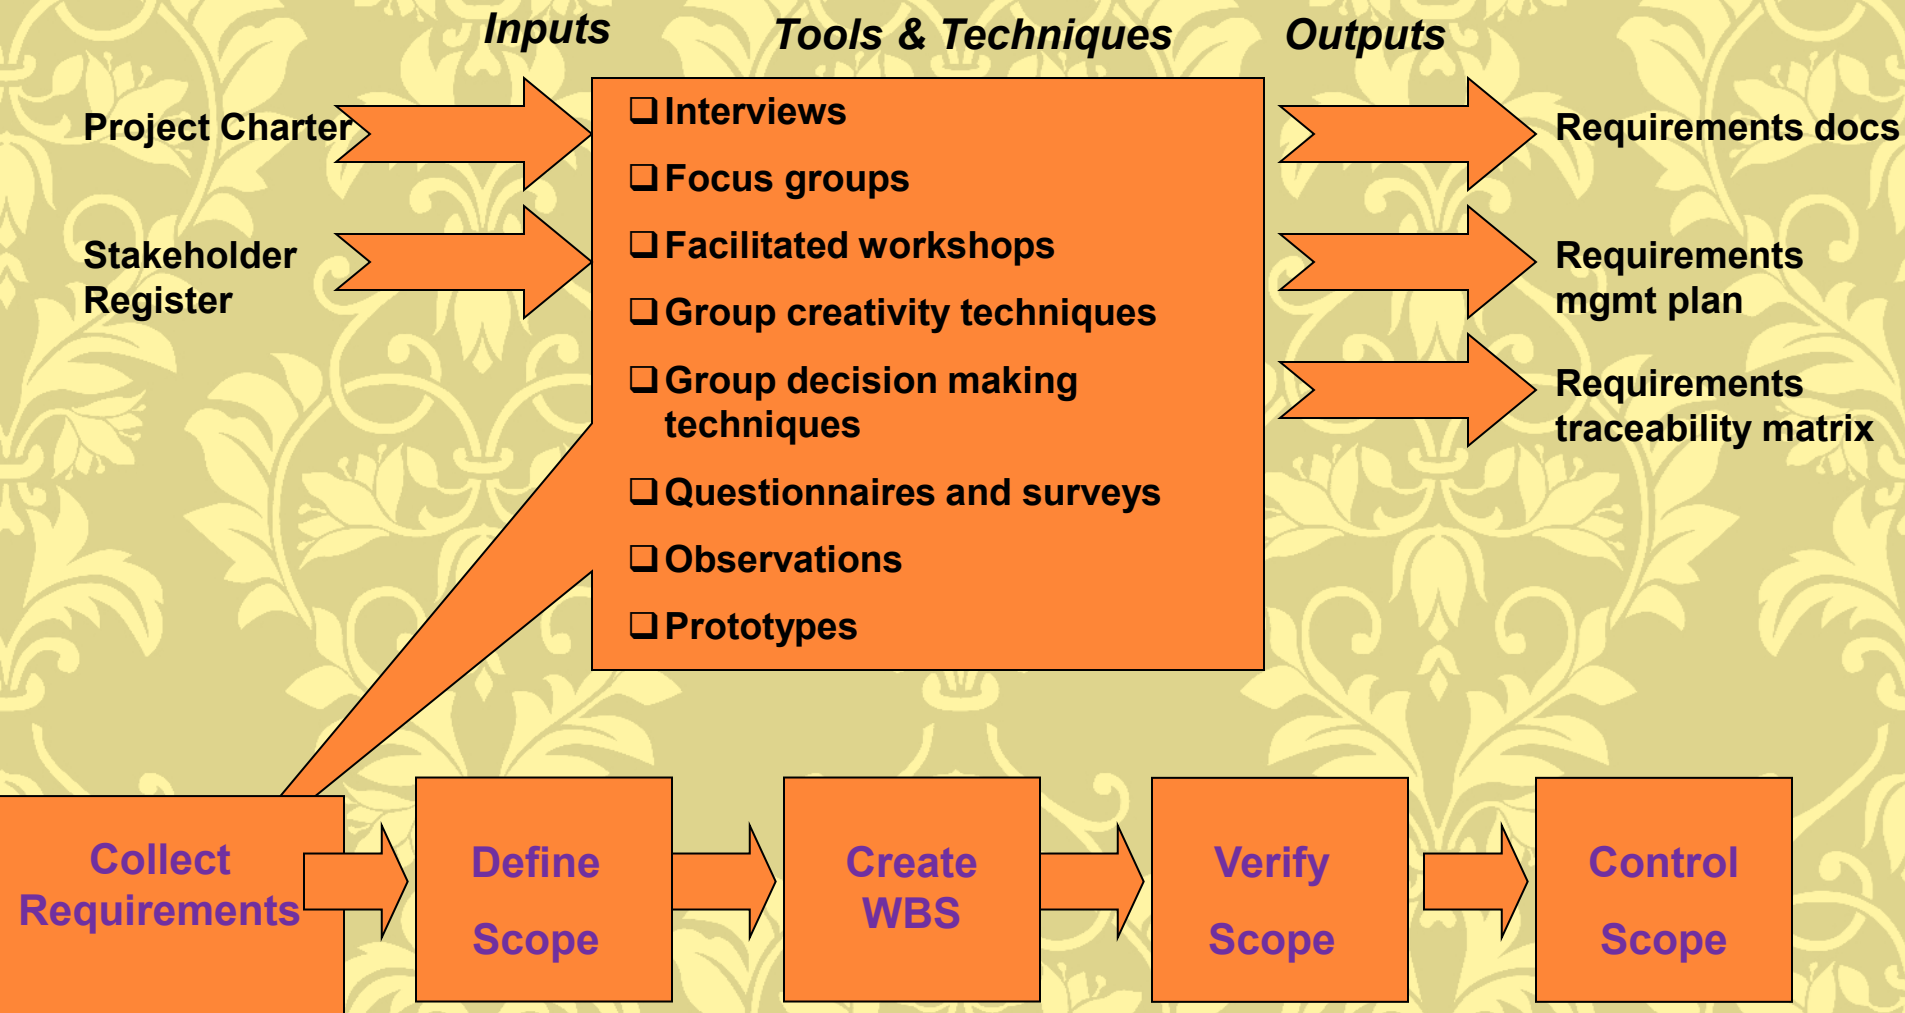 Inputs
Tools & Techniques
Outputs
Project Charter
Stakeholder
Register
❑Interviews
❑Focus groups
❑Facilitated workshops
❑Group creativity techniques
❑Group decision making
techniques
❑Questionnaires and surveys
❑Observations
❑Prototypes
Requirements docs
Requirements
mgmt plan
Requirements
traceability matrix
Collect
Requirements
Define
Scope
Create
WBS
Verify
Scope
Control
Scope